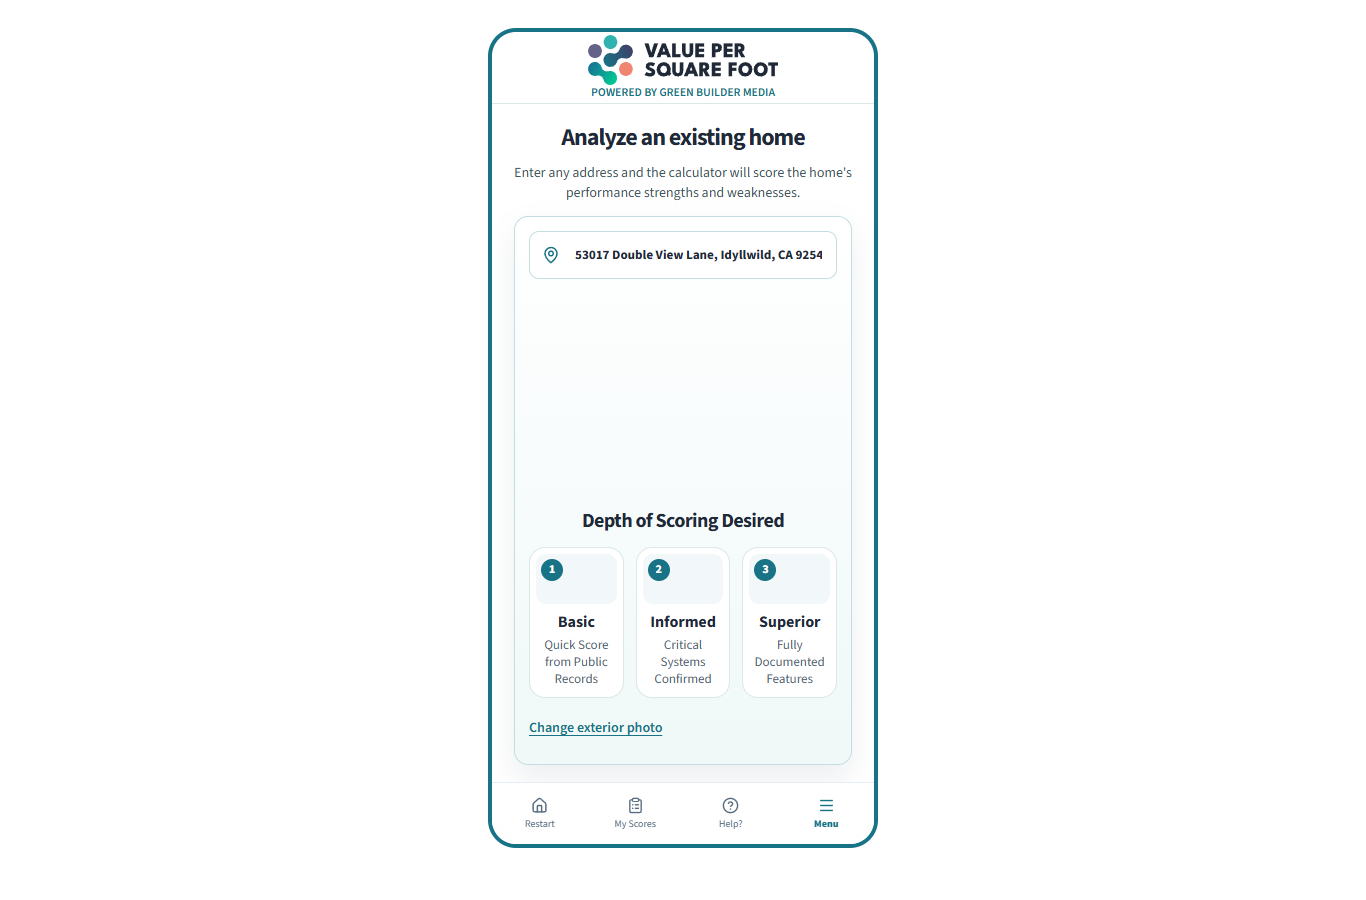 VALUE PER
SQUARE FOOT
POWERED BY GREEN BUILDER MEDIA
Analyze an existing home
Enter any address and the calculator will score the home's
performance strengths and weaknesses.
53017 Double View Lane, Idyllwild, CA 9254
Depth of Scoring Desired
1
Basic
Quick Score
from Public
Records
2
Informed
Critical
Systems
Confirmed
3
Superior
Fully
Documented
Features
Change exterior photo
Restart
My Scores
Help?
Menu